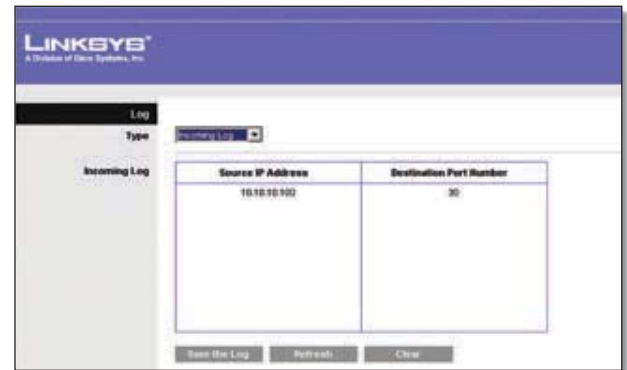 LINKSYS®
A Division of Cisco Systems, Inc.
Log
Type
Incoming Log
Incoming Log
Source IP Address
Destination Port Number
10.10.10.100
30
Save the Log
Refresh
Clear